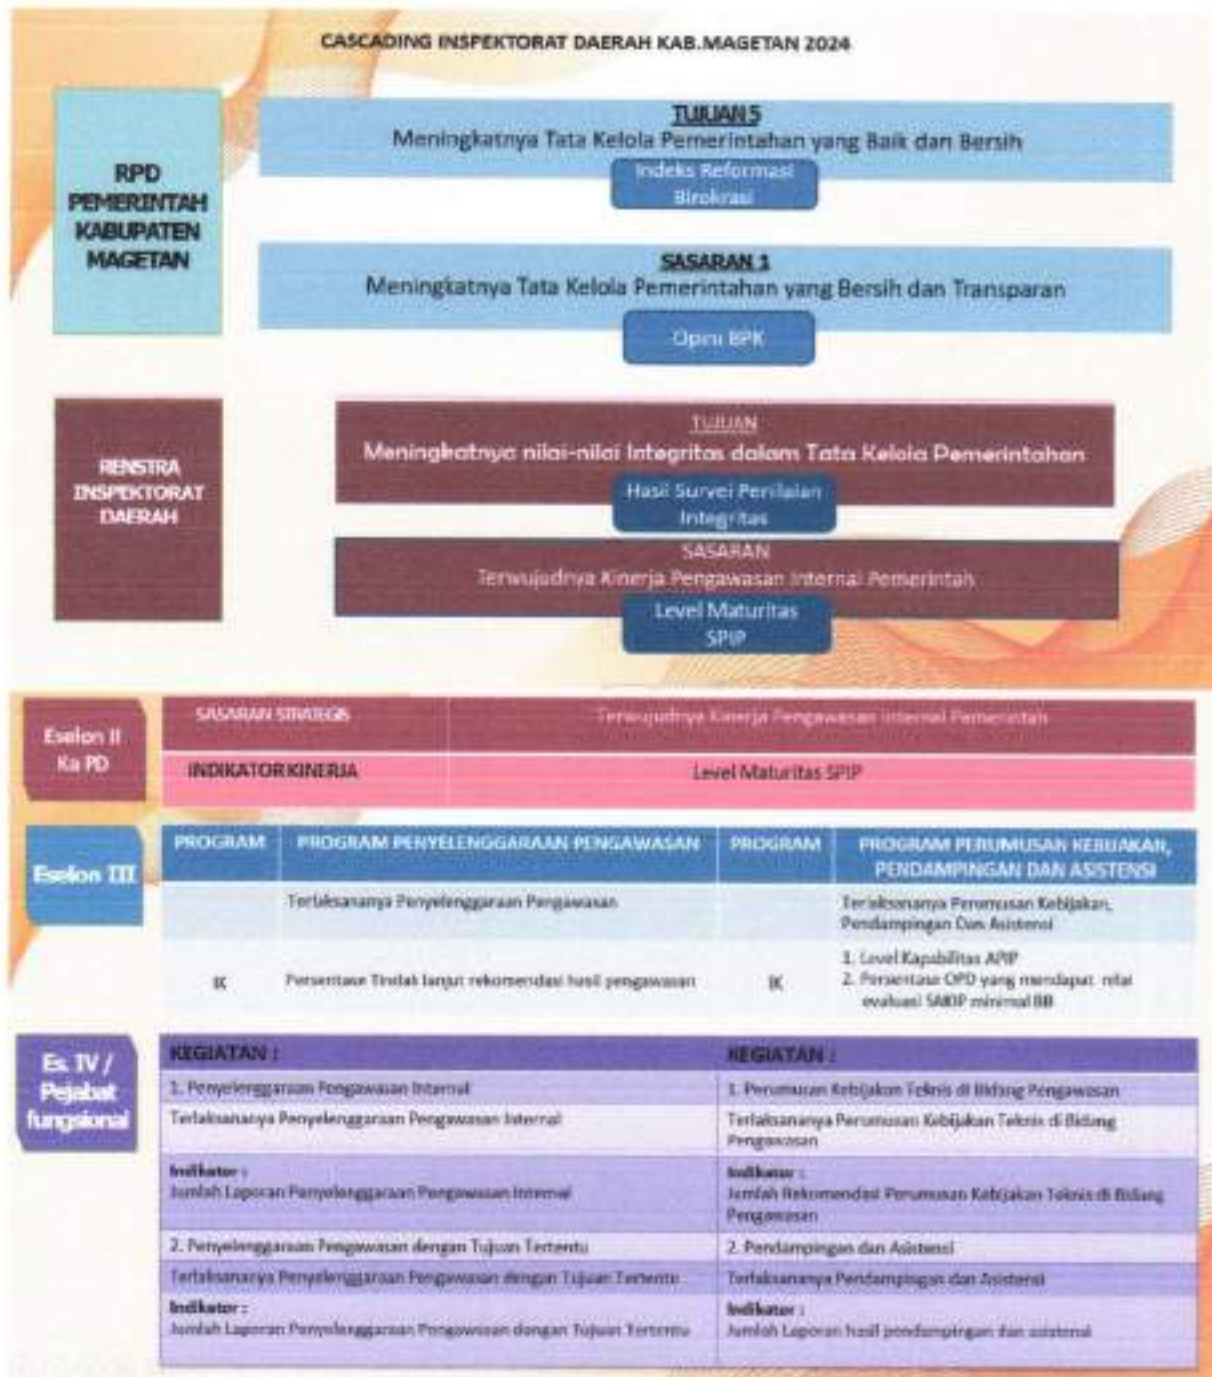 CASCADING INSPEKTORAT DAERAH KAB.MAGETAN 2024
RPD
PEMERINTAH
KABUPATEN
MAGETAN
TUJUAN 5
Meningkatnya Tata Kelola Pemerintahan yang Baik dan Bersih
Indeks Reformasi
Birokrasi
SASARAN 1
Meningkatnya Tata Kelola Pemerintahan yang Bersih dan Transparan
Opini BPK
RENSTRA
INSPEKTORAT
DAERAH
TUJUAN
Meningkatnya nilai-nilai Integritas dalam Tata Kelola Pemerintahan
Hasil Survei Penilaian
Integritas
SASARAN
Terwujudnya Kinerja Pengawasan Internal Pemerintah
Level Maturitas
SPIP
Eselon II
Ka PD
SASARAN STRATEGIS
Terwujudnya Kinerja Pengawasan Internal Pemerintah
INDIKATOR KINERJA
Level Maturitas SPIP
Eselon III
PROGRAM
PROGRAM PENYELENGGARAAN PENGAWASAN
PROGRAM
PROGRAM PERUMUSAN KEBIJAKAN,
PENDAMPINGAN DAN ASISTENSI
Terlaksananya Penyelenggaraan Pengawasan
Terlaksananya Perumusan Kebijakan,
Pendampingan Dan Asistensi
IK
Persentase Tindak lanjut rekomendasi hasil pengawasan
IK
1. Level Kapabilitas APIP
2. Persentase OPD yang mendapat nilai
evaluasi SAKIP minimal BB
Es. IV /
Pejabat
fungsional
KEGIATAN :
KEGIATAN :
1. Penyelenggaraan Pengawasan Internal
1. Perumusan Kebijakan Teknis di Bidang Pengawasan
Terlaksananya Penyelenggaraan Pengawasan Internal
Terlaksananya Perumusan Kebijakan Teknis di Bidang
Pengawasan
Indikator :
Jumlah Laporan Penyelenggaraan Pengawasan Internal
Indikator :
Jumlah Rekomendasi Perumusan Kebijakan Teknis di Bidang
Pengawasan
2. Penyelenggaraan Pengawasan dengan Tujuan Tertentu
2. Pendampingan dan Asistensi
Terlaksananya Penyelenggaraan Pengawasan dengan Tujuan Tertentu
Terlaksananya Pendampingan dan Asistensi
Indikator :
Jumlah Laporan Penyelenggaraan Pengawasan dengan Tujuan Tertentu
Indikator :
Jumlah Laporan hasil pendampingan dan asistensi